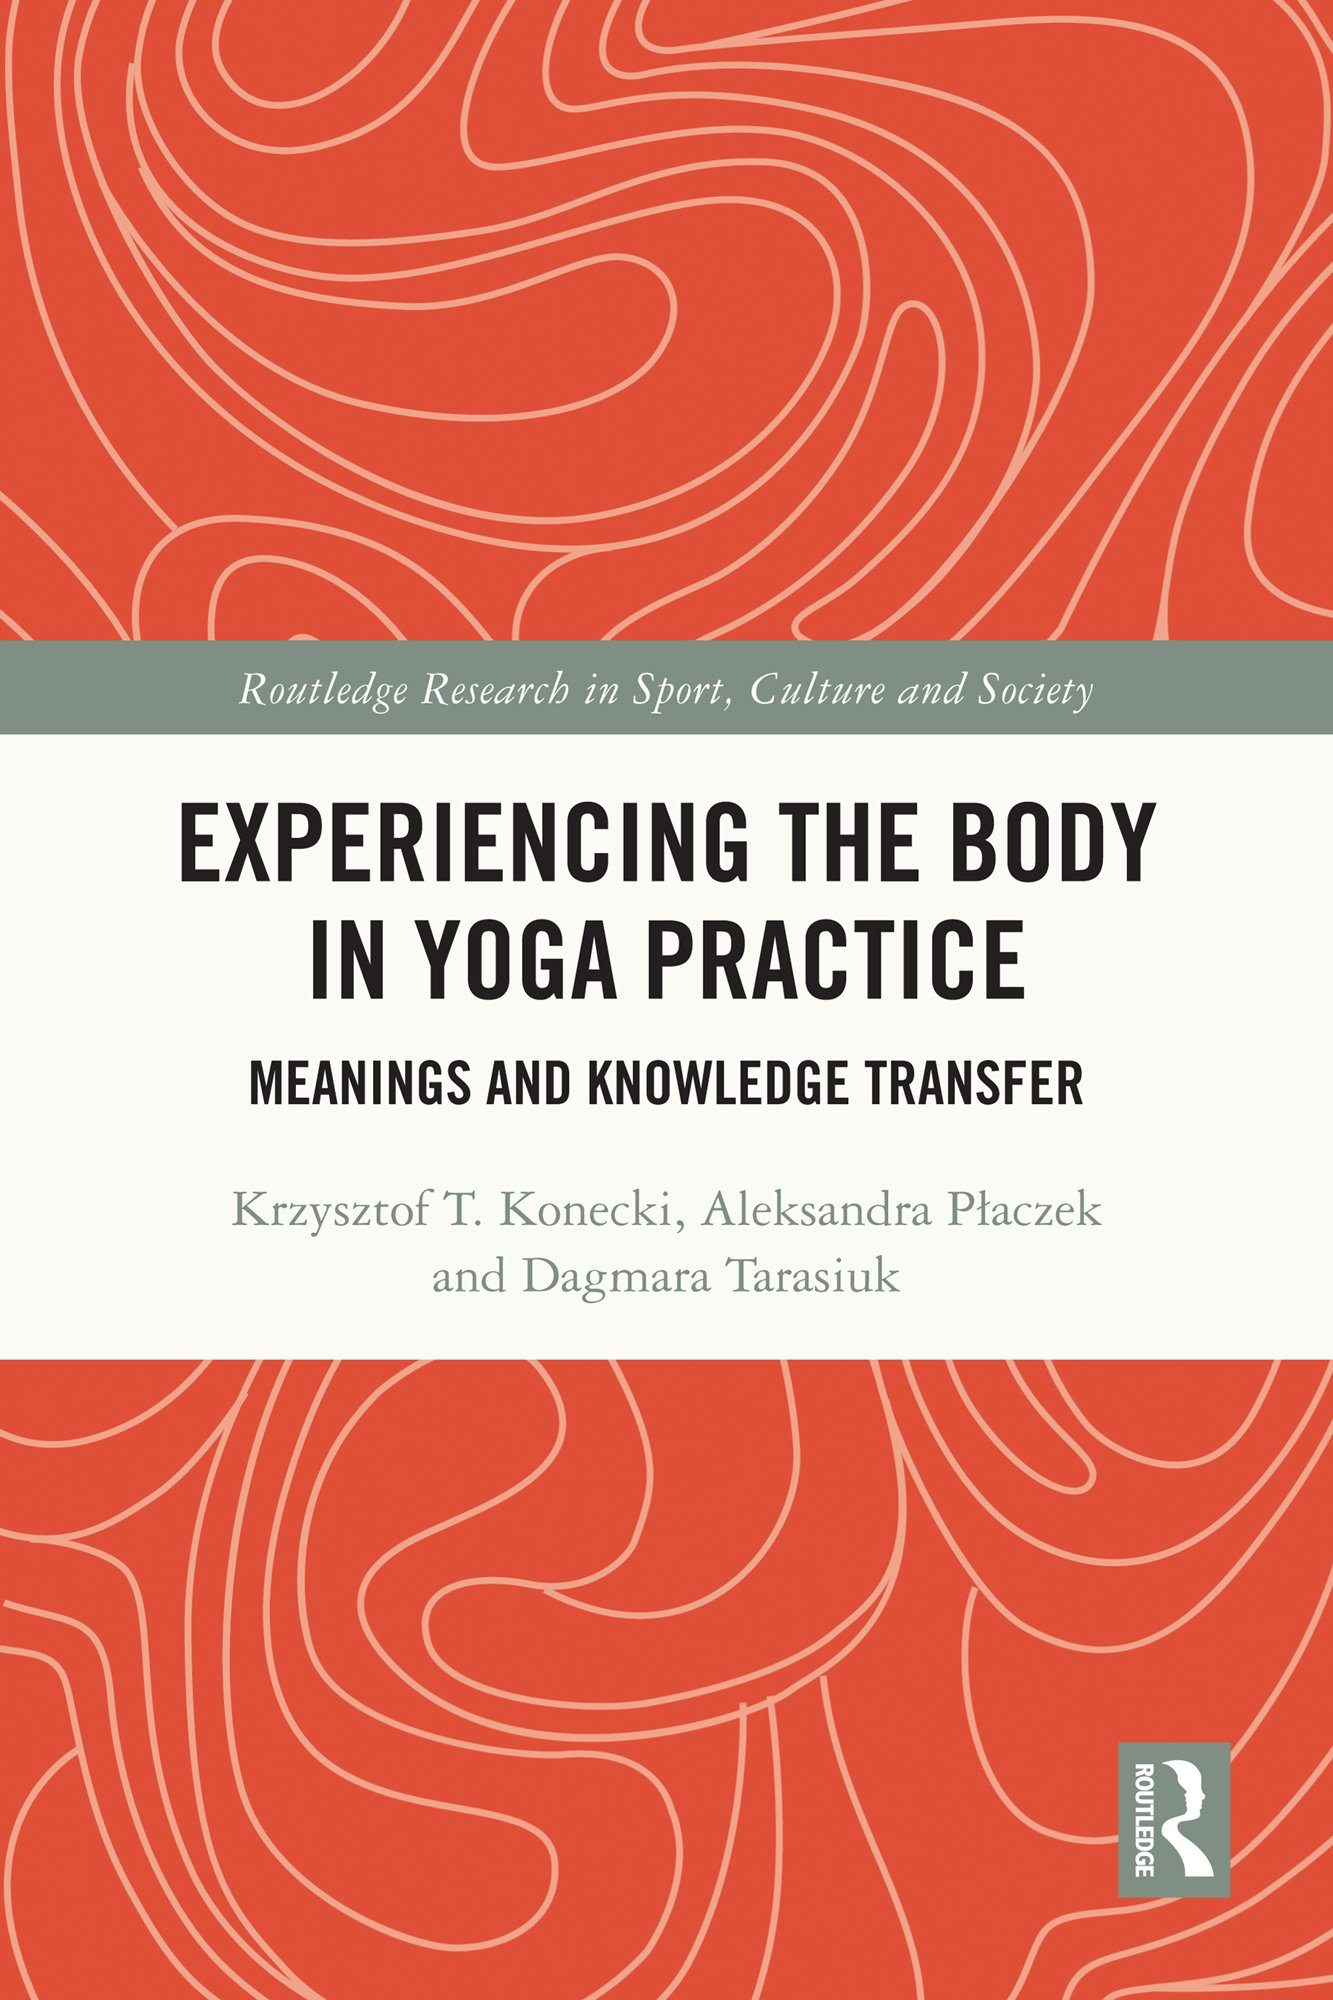 Routledge Research in Sport, Culture and Society
EXPERIENCING THE BODY
IN YOGA PRACTICE
MEANINGS AND KNOWLEDGE TRANSFER
Krzysztof T. Konecki, Aleksandra Płaczek
and Dagmara Tarasiuk
ROUTLEDGE